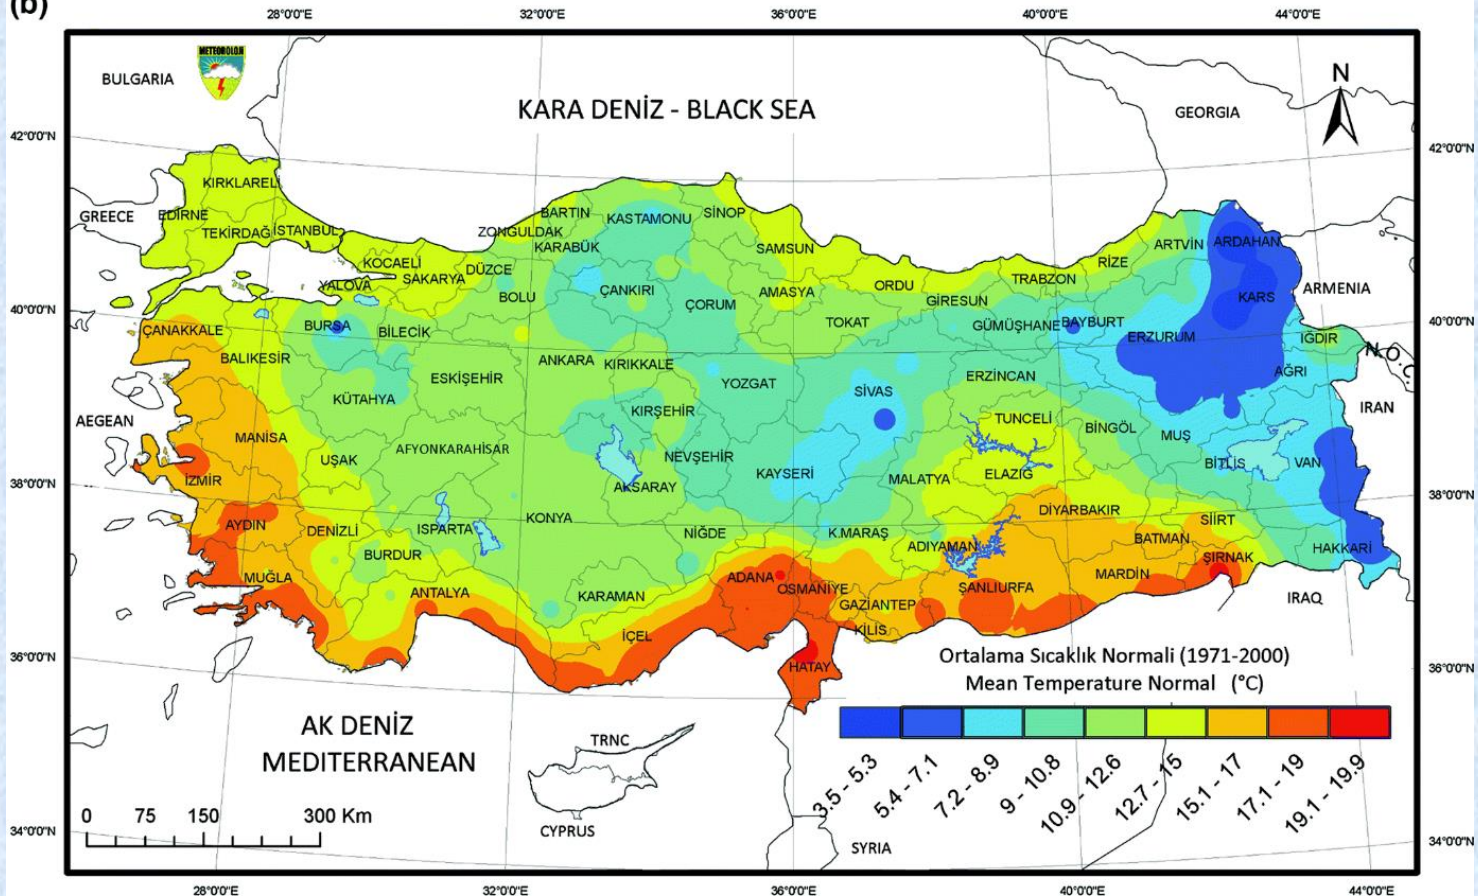 (b)
28°0'0"E
32°0'0"E
36°0'0"E
40°0'0"E
44°0'0"E
METEOROLOJİ
BULGARIA
KARA DENİZ - BLACK SEA
GEORGIA
N
42°0'0"N
42°0'0"N
KIRKLARELİ
GREECE
EDİRNE
TEKİRDAĞ
İSTANBUL
BARTIN
KASTAMONU
SİNOP
ZONGULDAK
KARABÜK
SAMSUN
ARTVİN
ARDAHAN
KOCAELİ
SAKARYA
DÜZCE
RİZE
YALOVA
BOLU
ÇANKIRI
ÇORUM
AMASYA
ORDU
GİRESUN
TRABZON
KARS
ARMENIA
40°0'0"N
40°0'0"N
ÇANAKKALE
BURSA
BİLECİK
TOKAT
GÜMÜŞHANE
BAYBURT
ERZURUM
IĞDIR
N.O.C.
BALIKESİR
ANKARA
KIRIKKALE
ESKİŞEHİR
YOZGAT
SİVAS
ERZİNCAN
AĞRI
KÜTAHYA
AEGEAN
KIRŞEHİR
TUNCELİ
BİNGÖL
MUŞ
IRAN
MANİSA
UŞAK
AFYONKARAHİSAR
NEVŞEHİR
KAYSERİ
MALATYA
ELAZIĞ
BİTLİS
VAN
38°0'0"N
38°0'0"N
İZMİR
AKSARAY
AYDIN
DENİZLİ
ISPARTA
KONYA
NİĞDE
K.MARAŞ
ADIYAMAN
DİYARBAKIR
BATMAN
SİİRT
ŞIRNAK
HAKKARİ
BURDUR
MUĞLA
ANTALYA
KARAMAN
ADANA
OSMANİYE
GAZİANTEP
ŞANLIURFA
MARDİN
IRAQ
İÇEL
KİLİS
HATAY
36°0'0"N
36°0'0"N
Ortalama Sıcaklık Normali (1971-2000)
Mean Temperature Normal (°C)
3.5 - 5.3
5.4 - 7.1
7.2 - 8.9
9 - 10.8
10.9 - 12.6
12.7 - 15
15.1 - 17
17.1 - 19
19.1 - 19.9
AK DENİZ
MEDITERRANEAN
TRNC
CYPRUS
SYRIA
0 75 150 300 Km
34°0'0"N
34°0'0"N
28°0'0"E
32°0'0"E
36°0'0"E
40°0'0"E
44°0'0"E